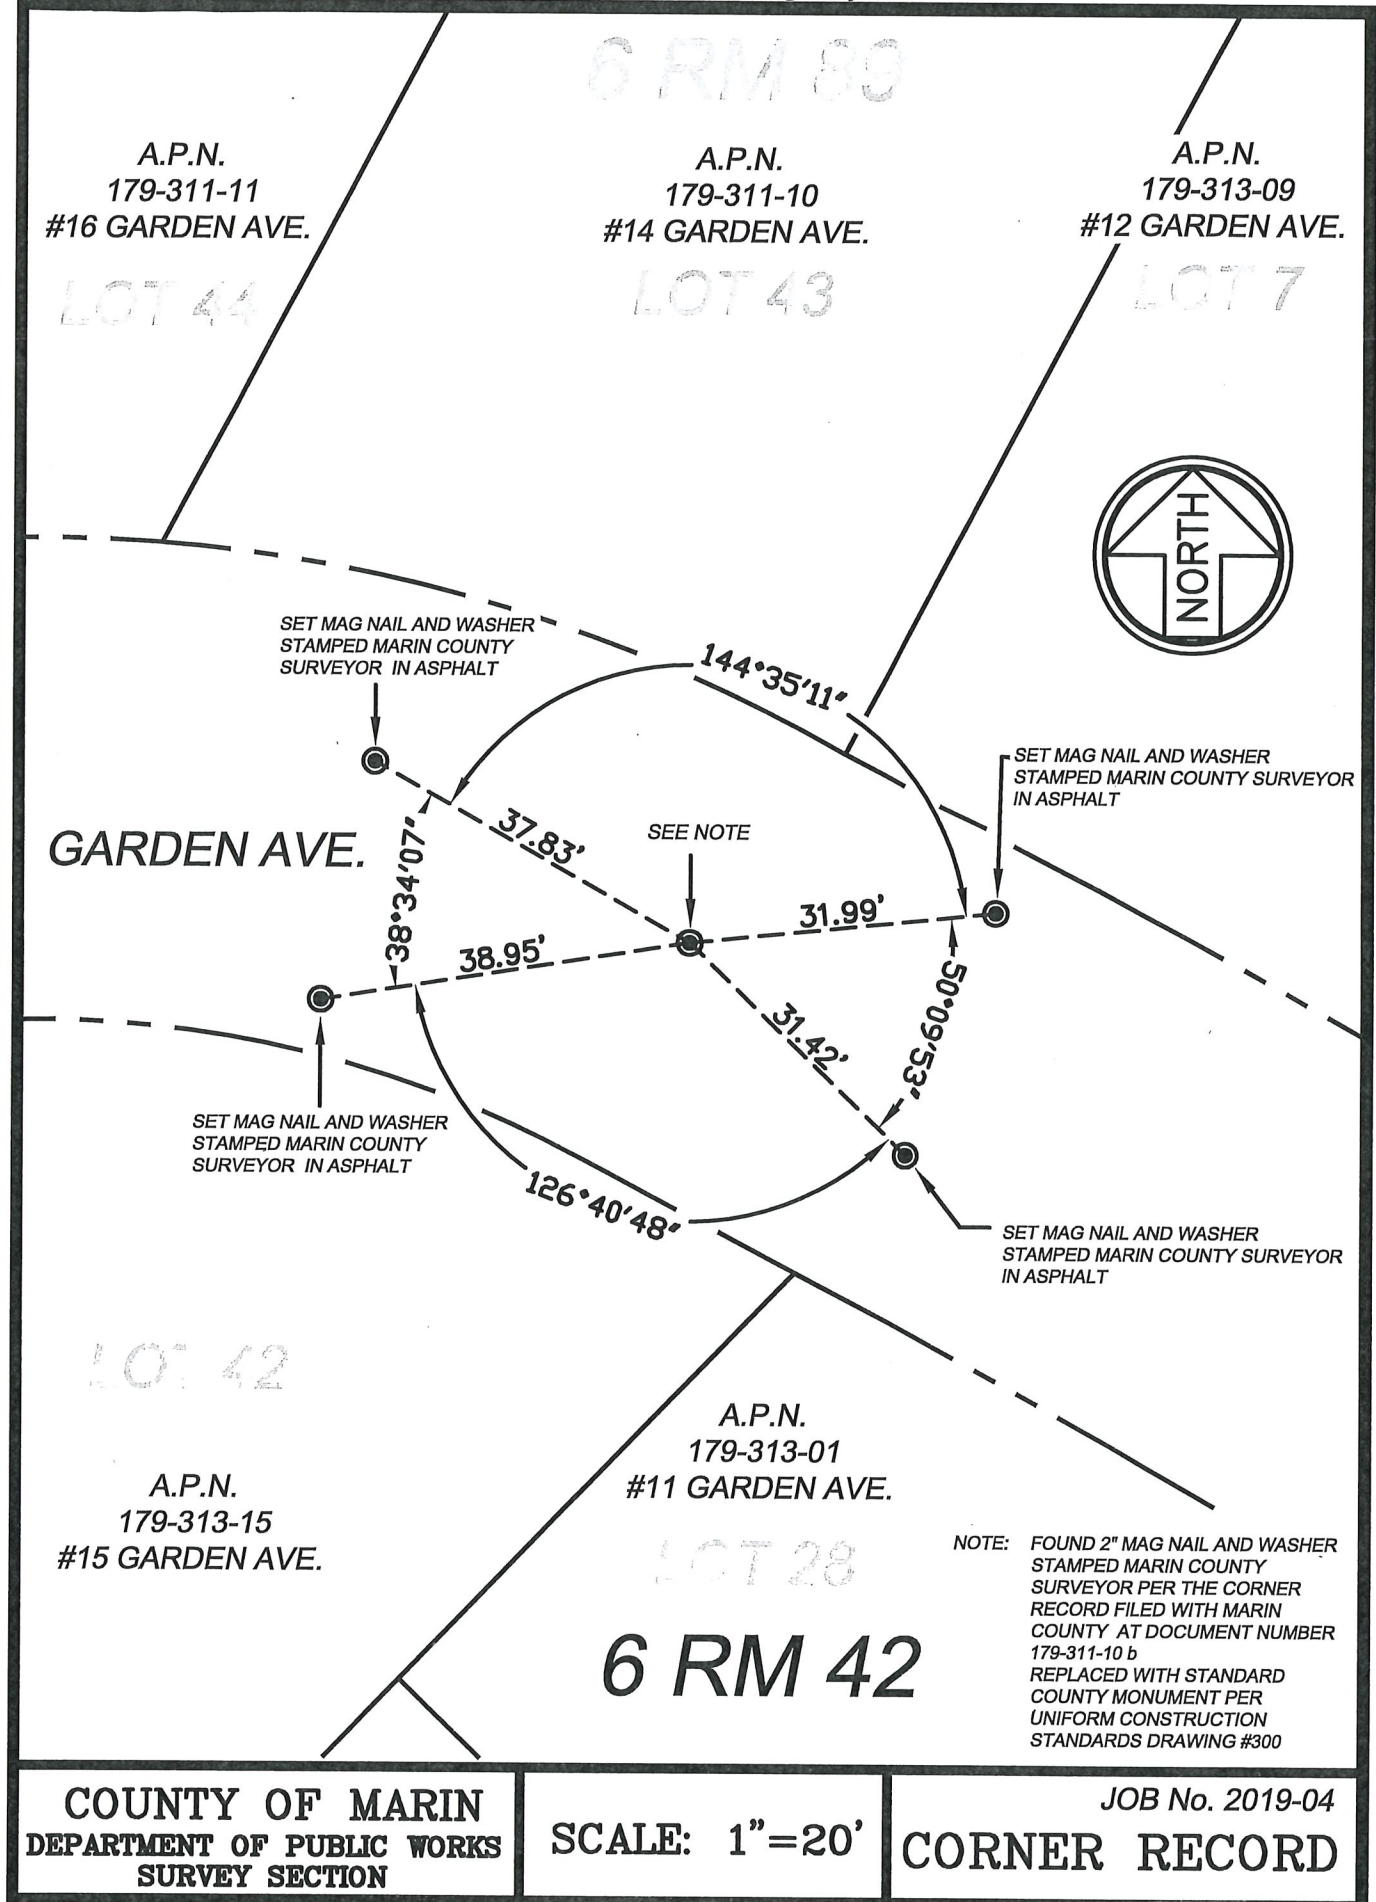 6 RM 89
A.P.N.
179-311-11
#16 GARDEN AVE.
LOT 44
A.P.N.
179-311-10
#14 GARDEN AVE.
LOT 43
A.P.N.
179-313-09
#12 GARDEN AVE.
LOT 7
NORTH
SET MAG NAIL AND WASHER
STAMPED MARIN COUNTY
SURVEYOR IN ASPHALT
144°35'11"
SET MAG NAIL AND WASHER
STAMPED MARIN COUNTY SURVEYOR
IN ASPHALT
GARDEN AVE.
38°34'07"
37.83'
SEE NOTE
31.99'
38.95'
31.42'
50°09'53"
SET MAG NAIL AND WASHER
STAMPED MARIN COUNTY
SURVEYOR IN ASPHALT
126°40'48"
SET MAG NAIL AND WASHER
STAMPED MARIN COUNTY SURVEYOR
IN ASPHALT
LOT 42
A.P.N.
179-313-15
#15 GARDEN AVE.
A.P.N.
179-313-01
#11 GARDEN AVE.
LOT 28
6 RM 42
NOTE: FOUND 2" MAG NAIL AND WASHER
STAMPED MARIN COUNTY
SURVEYOR PER THE CORNER
RECORD FILED WITH MARIN
COUNTY AT DOCUMENT NUMBER
179-311-10 b
REPLACED WITH STANDARD
COUNTY MONUMENT PER
UNIFORM CONSTRUCTION
STANDARDS DRAWING #300
COUNTY OF MARIN
DEPARTMENT OF PUBLIC WORKS
SURVEY SECTION
SCALE: 1"=20'
JOB No. 2019-04
CORNER RECORD